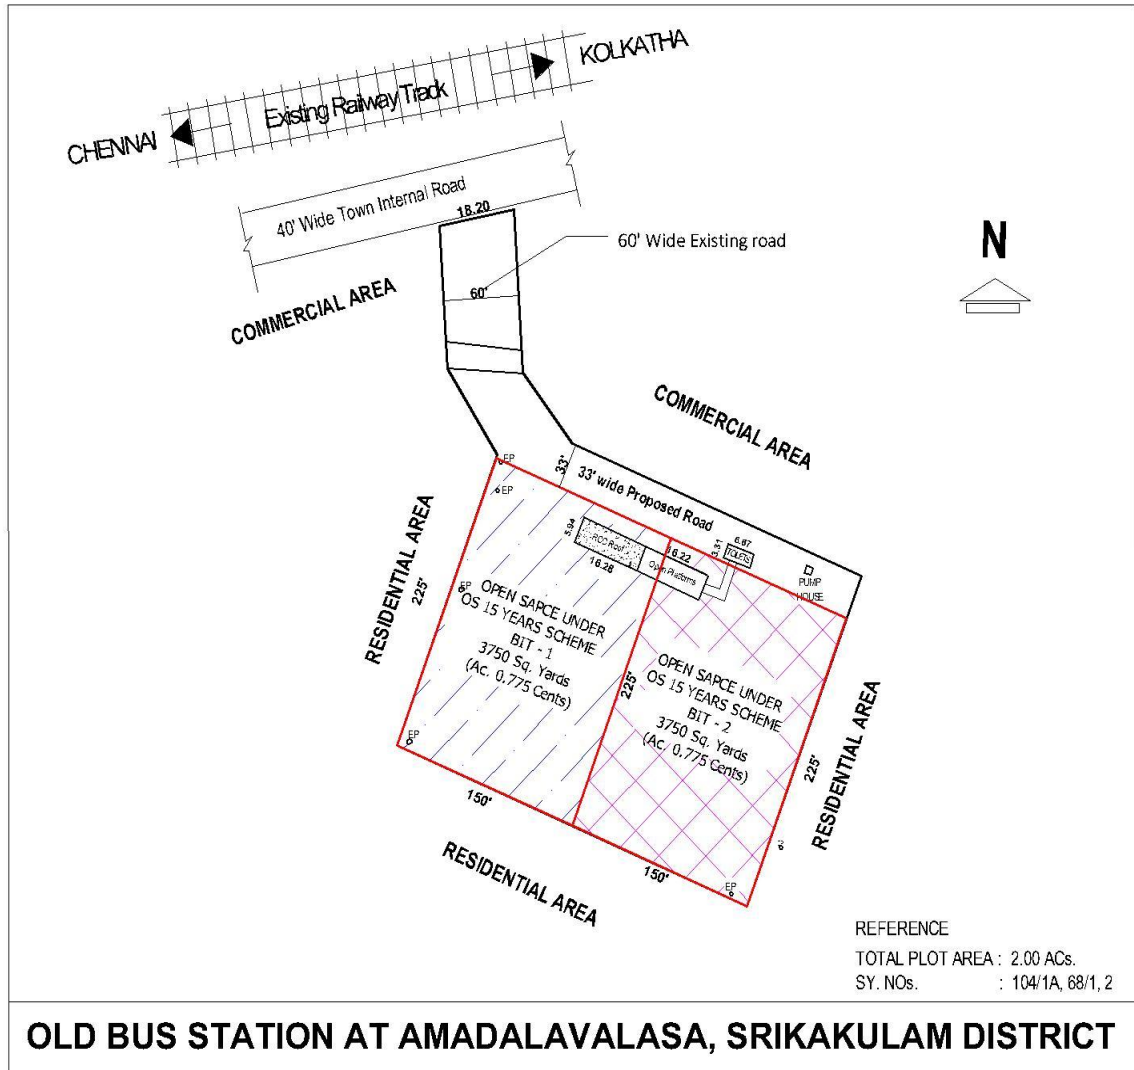 KOLKATHA
Existing Railway Track
CHENNAI
40' Wide Town Internal Road
18.20
60' Wide Existing road
N
60'
COMMERCIAL AREA
COMMERCIAL AREA
EP
33'
33' wide Proposed Road
EP
RESIDENTIAL AREA
225'
5.94
RCC Roof
16.28
16.22
Open Platforms
3.51
6.67
TOILETS
PUMP
HOUSE
EP
OPEN SAPCE UNDER
OS 15 YEARS SCHEME
BIT - 1
3750 Sq. Yards
(Ac. 0.775 Cents)
225'
OPEN SAPCE UNDER
OS 15 YEARS SCHEME
BIT - 2
3750 Sq. Yards
(Ac. 0.775 Cents)
225'
RESIDENTIAL AREA
EP
150'
150'
EP
RESIDENTIAL AREA
REFERENCE
TOTAL PLOT AREA : 2.00 ACs.
SY. NOs. : 104/1A, 68/1, 2
OLD BUS STATION AT AMADALAVALASA, SRIKAKULAM DISTRICT